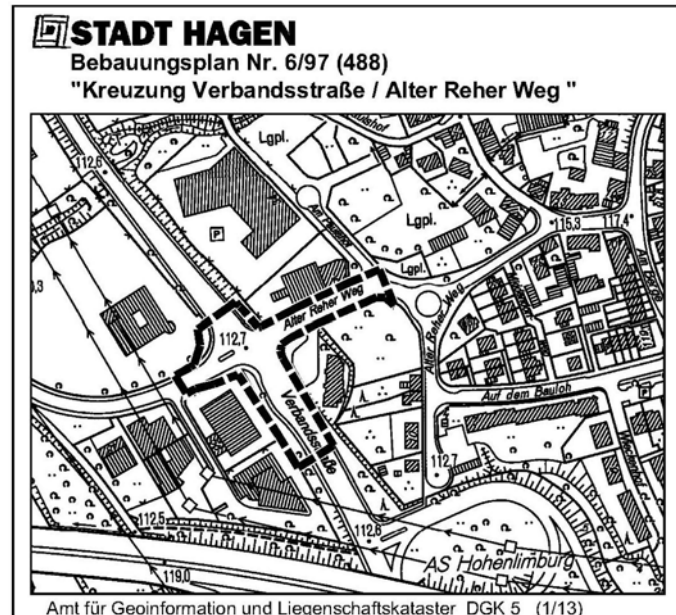 STADT HAGEN
Bebauungsplan Nr. 6/97 (488)
"Kreuzung Verbandsstraße / Alter Reher Weg "
Lgpl.
112,6
P
Lgpl.
115,3
117,4
Lgpl.
Alter Reher Weg
Alter Reher Weg
112,7
Verbandsstraße
Auf dem Bauloh
P
Wiesenhof
112,7
112,5
112,6
AS Hohenlimburg
119,0
Amt für Geoinformation und Liegenschaftskataster DGK 5 (1/13)